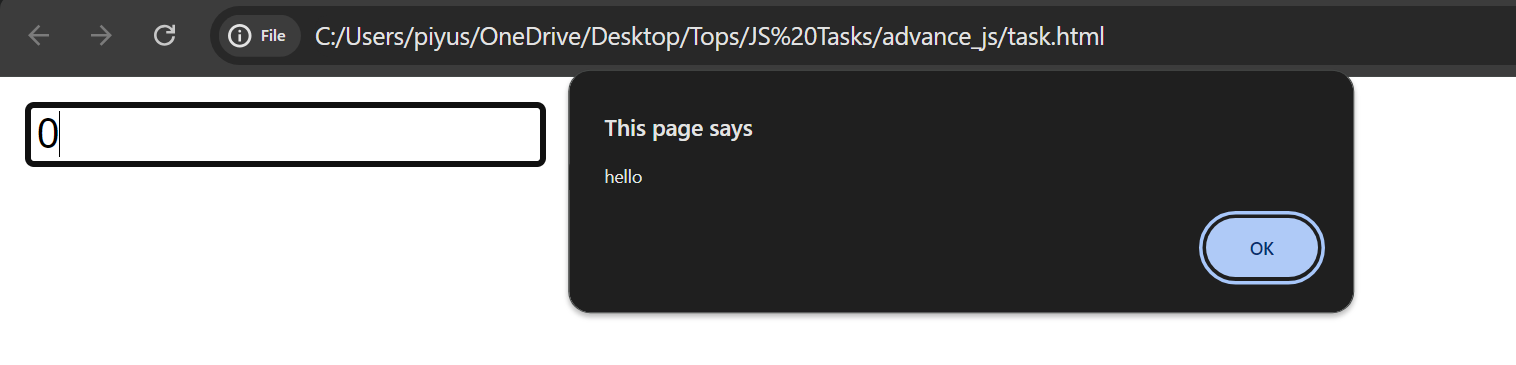 File C:/Users/piyus/OneDrive/Desktop/Tops/JS%20Tasks/advance_js/task.html
0
This page says
hello
OK